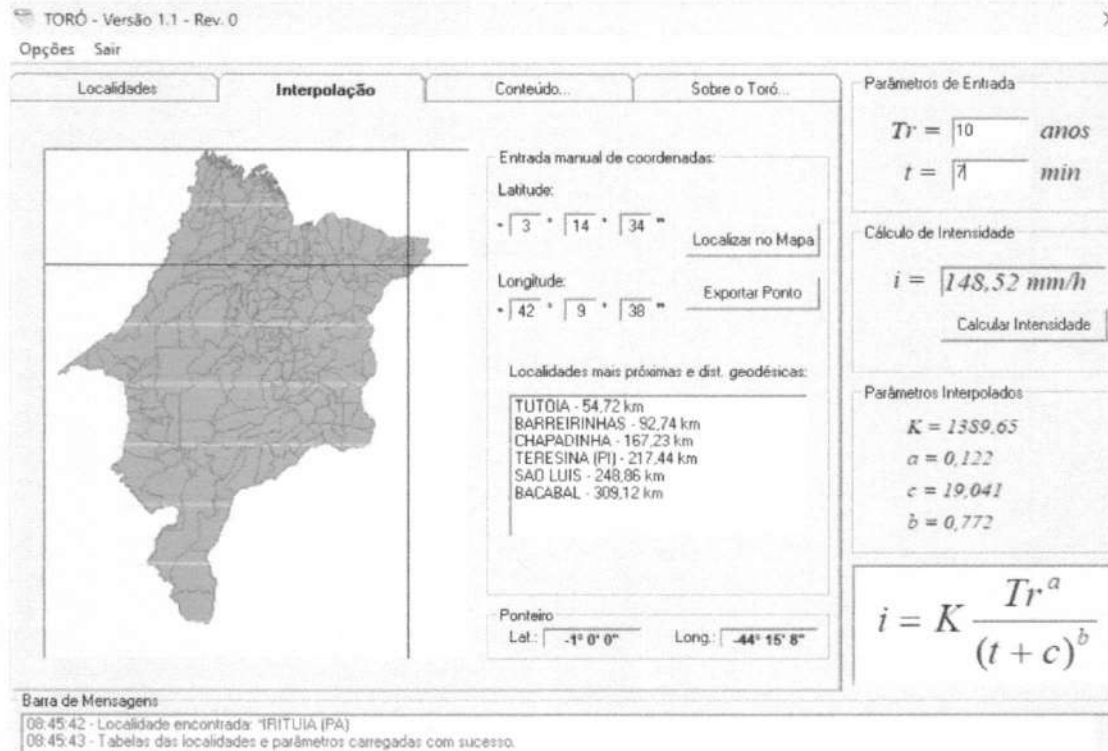 TORÓ - Versão 1.1 - Rev. 0
Opções Sair
Localidades Interpolação Conteúdo... Sobre o Toró...
Entrada manual de coordenadas:
Latitude:
- 3 ° 14 ' 34 "
Localizar no Mapa
Longitude:
- 42 ° 9 ' 38 "
Exportar Ponto
Localidades mais próximas e dist. geodésicas:
TUTOIA - 54,72 km
BARREIRINHAS - 92,74 km
CHAPADINHA - 167,23 km
TERESINA (PI) - 217,44 km
SAO LUIS - 248,86 km
BACABAL - 309,12 km
Ponteiro
Lat.: -1° 0' 0" Long.: -44° 15' 8"
Parâmetros de Entrada
Tr = 10 anos
t = 7 min
Cálculo de Intensidade
i = 148,52 mm/h
Calcular Intensidade
Parâmetros Interpolados
K = 1389,65
a = 0,122
c = 19,041
b = 0,772
i = K Tr^a / (t + c)^b
Barra de Mensagens
08:45:42 - Localidade encontrada: "IRITUIA (PA)
08:45:43 - Tabelas das localidades e parâmetros carregadas com sucesso.